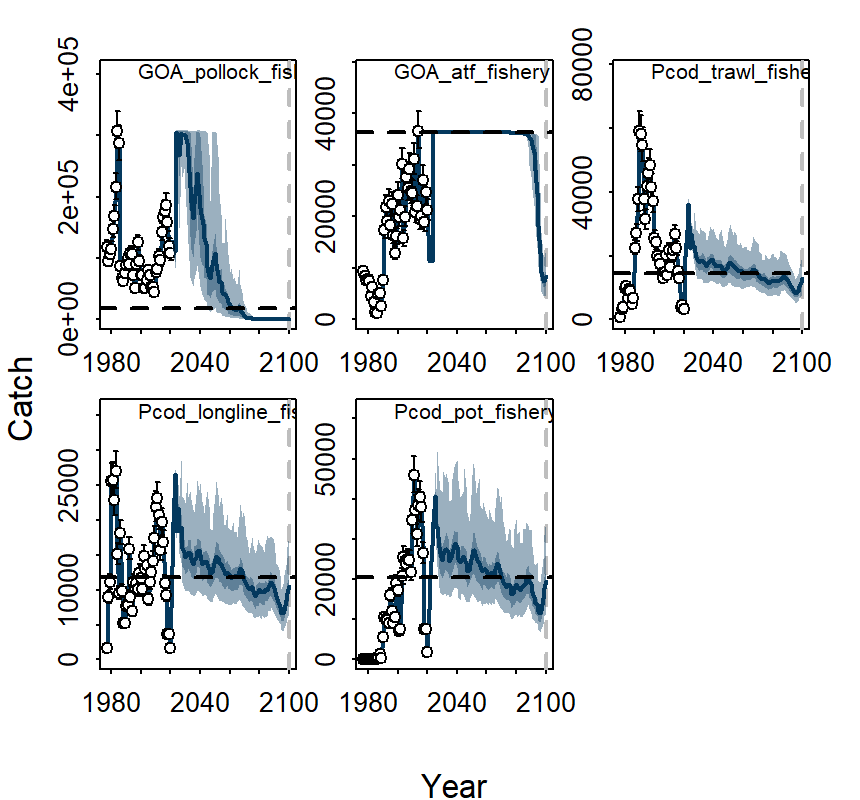 GOA_pollock_fis
GOA_atf_fishery
Pcod_trawl_fishe
4e+05
2e+05
0e+00
40000
20000
0
80000
40000
0
1980 2040 2100
1980 2040 2100
1980 2040 2100
Catch
Pcod_longline_fis
Pcod_pot_fishery
25000
10000
0
50000
20000
0
1980 2040 2100
1980 2040 2100
Year